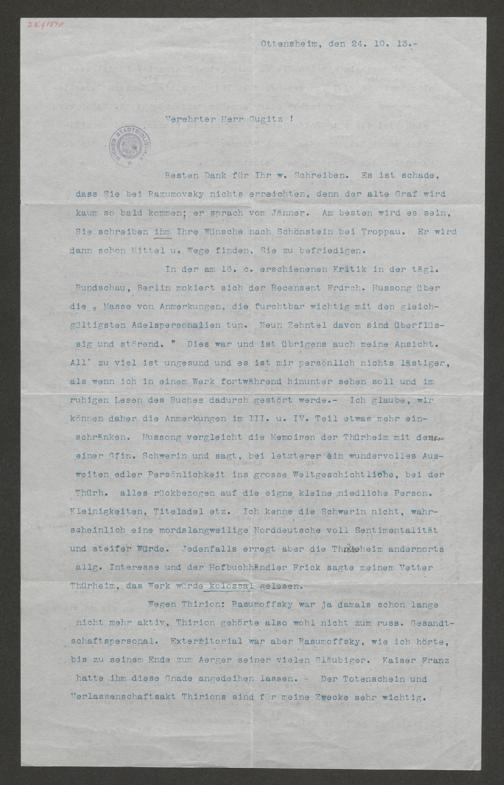 Ottensheim, den 24. 10. 13.-
Verehrter Herr Gugitz !
Besten Dank für Ihr w. Schreiben. Es ist schade,
dass Sie bei Razumovsky nichts erreichten, denn der alte Graf wird
kaum so bald kommen; er sprach vom Jänner. Am besten wird es sein,
Sie schreiben ihm Ihre Wünsche nach Schönstein bei Troppau. Er wird
dann schon Mittel u. Wege finden, Sie zu befriedigen.
In der am 18. c. erschienenen Kritik in der tägl.
Rundschau, Berlin mokiert sich der Recensent Frdrch. Hussong über
die „ Masse von Anmerkungen, die furchtbar wichtig mit den gleich-
gültigsten Adelspersonalien tun. Neun Zehntel davon sind überflüs-
sig und störend. " Dies war und ist übrigens auch meine Ansicht.
All' zu viel ist ungesund und es ist mir persönlich nichts lästiger,
als wenn ich in einem Werk fortwährend hinunter sehen soll und im
ruhigen Lesen des Buches dadurch gestört werde.- Ich glaube, wir
können daher die Anmerkungen im III. u. IV. Teil etwas mehr ein-
schränken. Hussong vergleicht die Memoiren der Thürheim mit denen
einer Gfin. Schwerin und sagt, bei letzterer ein wundervolles Aus-
weiten edler Persönlichkeit ins grosse Weltgeschichtliche, bei der
Thürh. alles rückbezogen auf die eigne kleine niedliche Person.
Kleinigkeiten, Titeladel etz. Ich kenne die Schwerin nicht, wahr-
scheinlich eine mordslangweilige Norddeutsche voll Sentimentalität
und steifer Würde. Jedenfalls erregt aber die Thürheim andernorts
allg. Interesse und der Hofbuchhändler Frick sagte meinem Vetter
Thürheim, das Werk würde kolossal gelesen.
Wegen Thirion: Rasumoffsky war ja damals schon lange
nicht mehr aktiv, Thirion gehörte also wohl nicht zum russ. Gesandt-
schaftspersonal. Exterritorial war aber Rasumoffsky, wie ich hörte,
bis zu seinem Ende zum Aerger seiner vielen Gläubiger. Kaiser Franz
hatte ihm diese Gnade angedeihen lassen. - Der Totenschein und
Verlassenschaftsakt Thirions sind für meine Zwecke sehr wichtig.